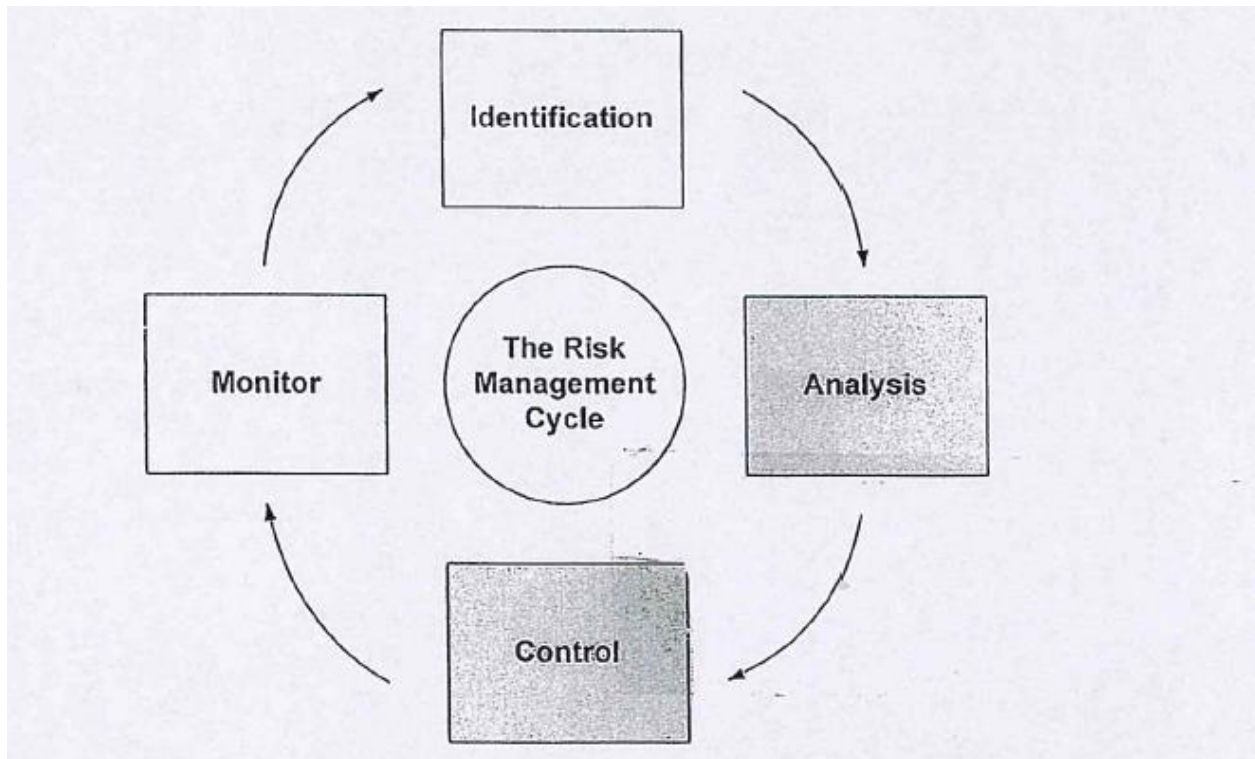 Identification
Monitor
The Risk
Management
Cycle
Analysis
Control